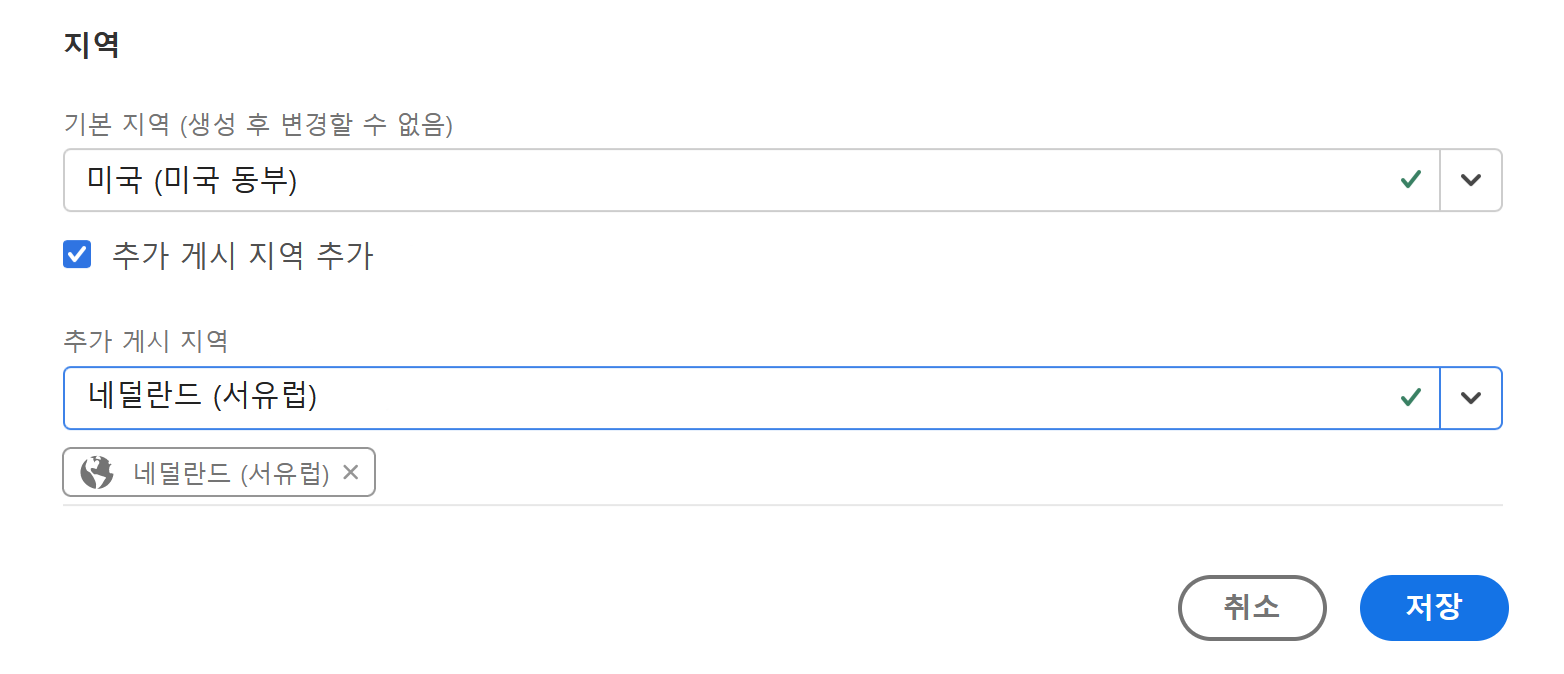 지역
기본 지역 (생성 후 변경할 수 없음)
미국 (미국 동부)
추가 게시 지역 추가
추가 게시 지역
네덜란드 (서유럽)
네덜란드 (서유럽)
취소 저장